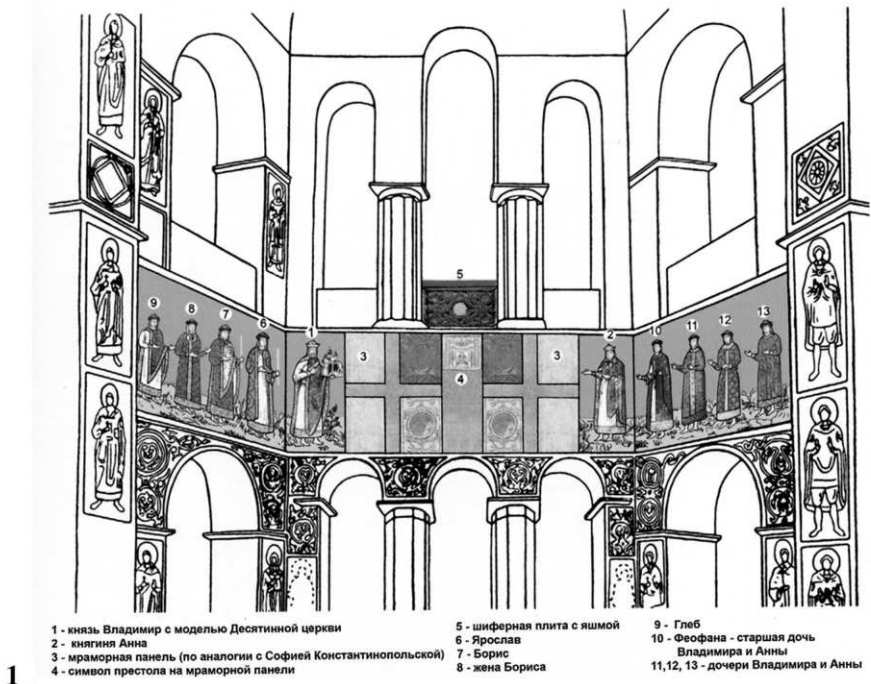 9
8
7
6
1
5
3
4
3
2
10
11
12
13
1 - князь Владимир с моделью Десятинной церкви
2 - княгиня Анна
3 - мраморная панель (по аналогии с Софией Константинопольской)
4 - символ престола на мраморной панели
5 - шиферная плита с яшмой
6 - Ярослав
7 - Борис
8 - жена Бориса
9 - Глеб
10 - Феофана - старшая дочь
Владимира и Анны
11,12, 13 - дочери Владимира и Анны
1